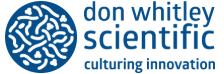 don whitley
scientific
culturing innovation